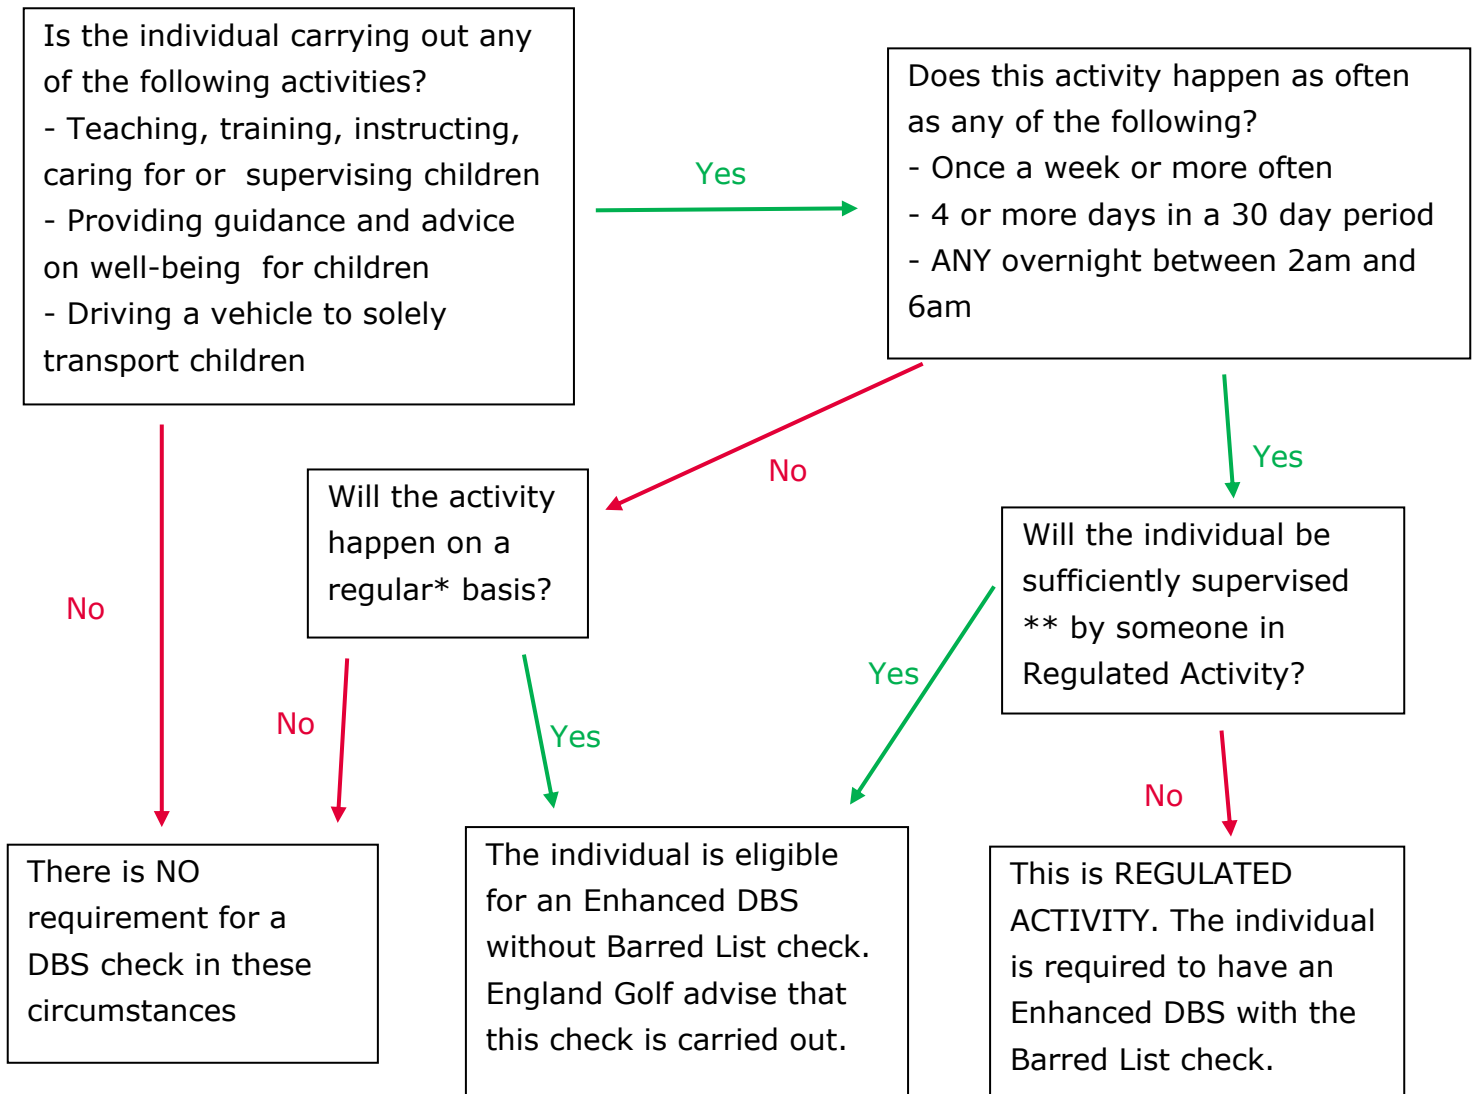 Is the individual carrying out any
of the following activities?
- Teaching, training, instructing,
caring for or  supervising children
- Providing guidance and advice
on well-being  for children
- Driving a vehicle to solely
transport children
Yes
Does this activity happen as often
as any of the following?
- Once a week or more often
- 4 or more days in a 30 day period
- ANY overnight between 2am and
6am
No
No
Yes
Will the activity
happen on a
regular* basis?
Will the individual be
sufficiently supervised
** by someone in
Regulated Activity?
No
Yes
Yes
No
There is NO
requirement for a
DBS check in these
circumstances
The individual is eligible
for an Enhanced DBS
without Barred List check.
England Golf advise that
this check is carried out.
This is REGULATED
ACTIVITY. The individual
is required to have an
Enhanced DBS with the
Barred List check.